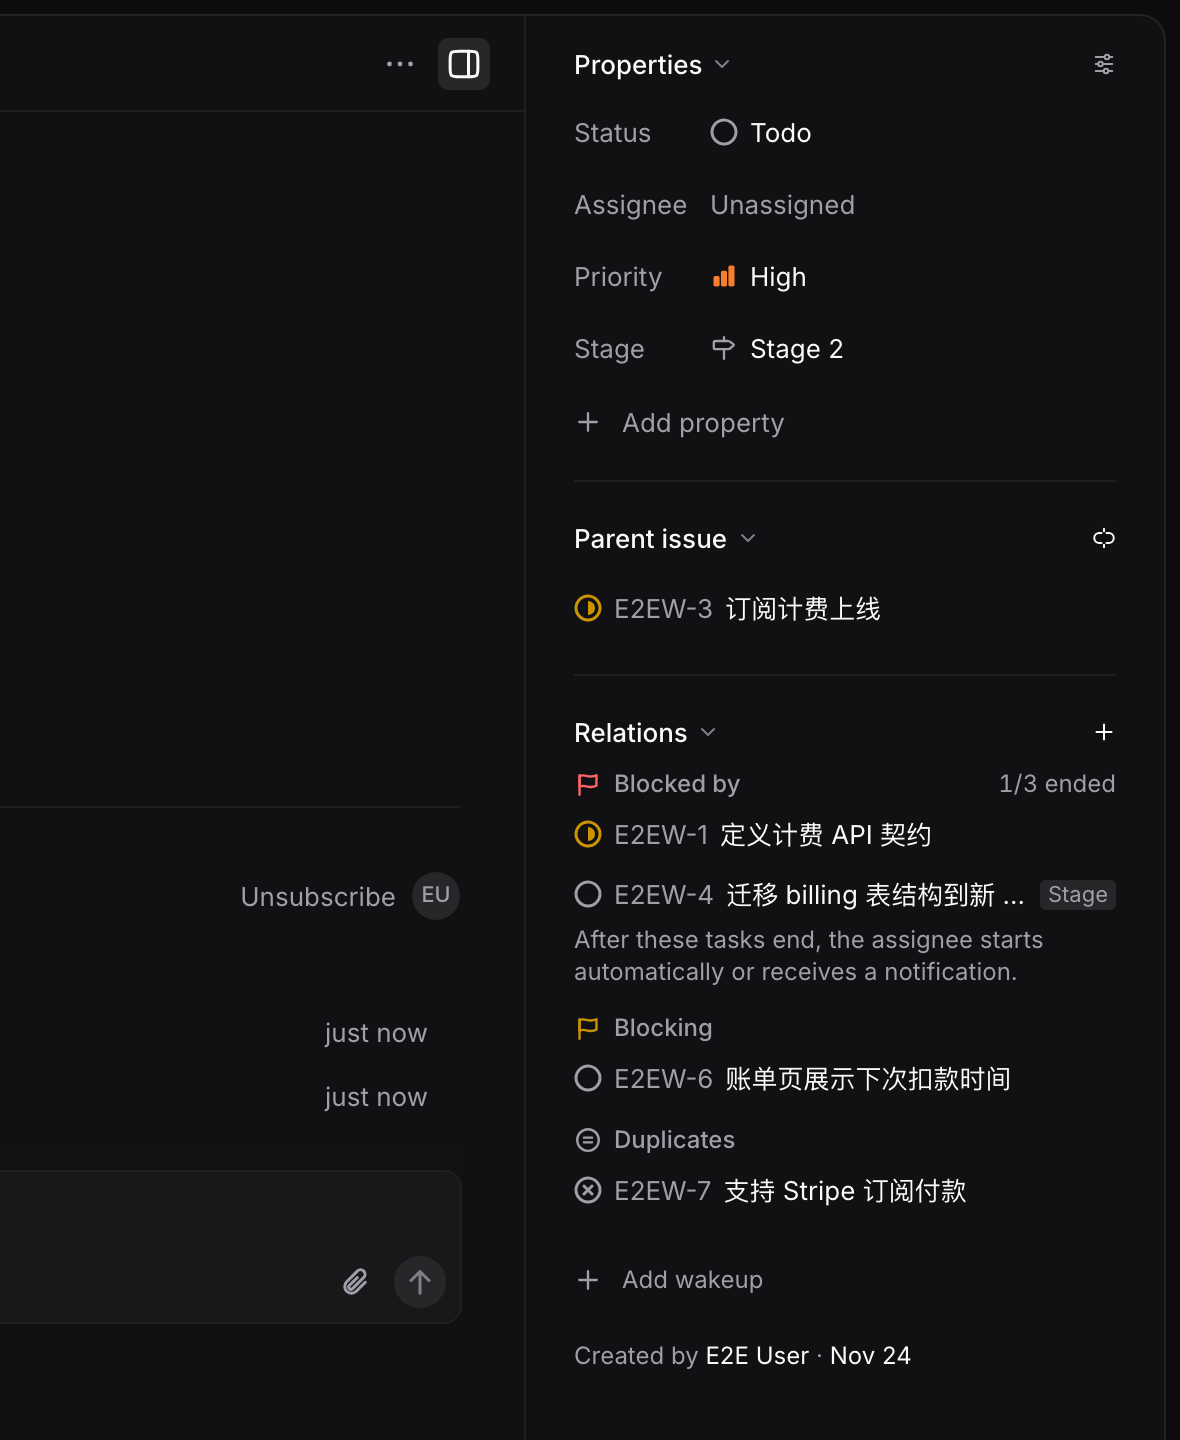 Properties
Status Todo
Assignee Unassigned
Priority High
Stage Stage 2
Add property
Parent issue
E2EW-3 订阅计费上线
Relations
Blocked by 1/3 ended
E2EW-1 定义计费 API 契约
E2EW-4 迁移 billing 表结构到新 ... Stage
After these tasks end, the assignee starts
automatically or receives a notification.
Blocking
E2EW-6 账单页展示下次扣款时间
Duplicates
E2EW-7 支持 Stripe 订阅付款
Add wakeup
Created by E2E User · Nov 24
Unsubscribe EU
just now
just now